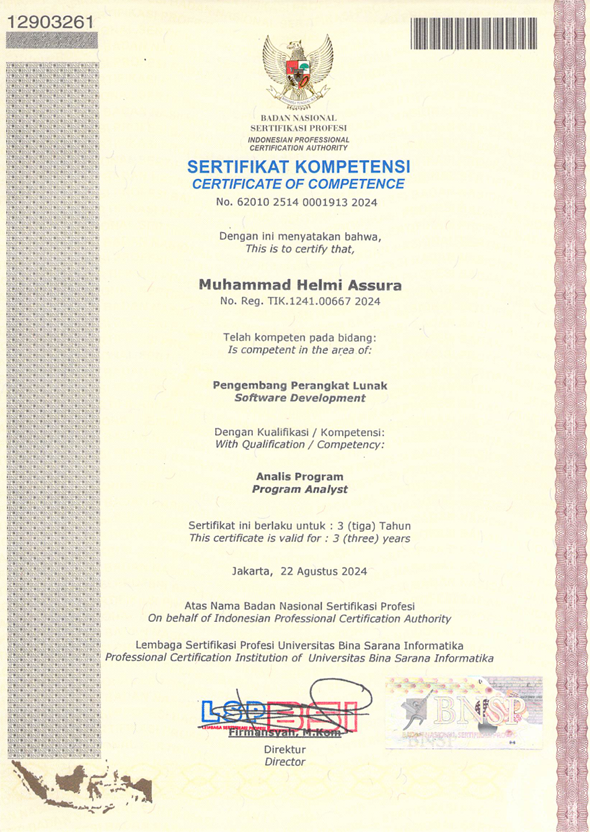 12903261
BADAN NASIONAL
SERTIFIKASI PROFESI
INDONESIAN PROFESSIONAL
CERTIFICATION AUTHORITY
SERTIFIKAT KOMPETENSI
CERTIFICATE OF COMPETENCE
No. 62010 2514 0001913 2024
Dengan ini menyatakan bahwa,
This is to certify that,
Muhammad Helmi Assura
No. Reg. TIK.1241.00667 2024
Telah kompeten pada bidang:
Is competent in the area of:
Pengembang Perangkat Lunak
Software Development
Dengan Kualifikasi / Kompetensi:
With Qualification / Competency:
Analis Program
Program Analyst
Sertifikat ini berlaku untuk : 3 (tiga) Tahun
This certificate is valid for : 3 (three) years
Jakarta, 22 Agustus 2024
Atas Nama Badan Nasional Sertifikasi Profesi
On behalf of Indonesian Professional Certification Authority
Lembaga Sertifikasi Profesi Universitas Bina Sarana Informatika
Professional Certification Institution of Universitas Bina Sarana Informatika
LSP BSI
Firmansyah, M.Kom
Direktur
Director
BNSP
BNSP